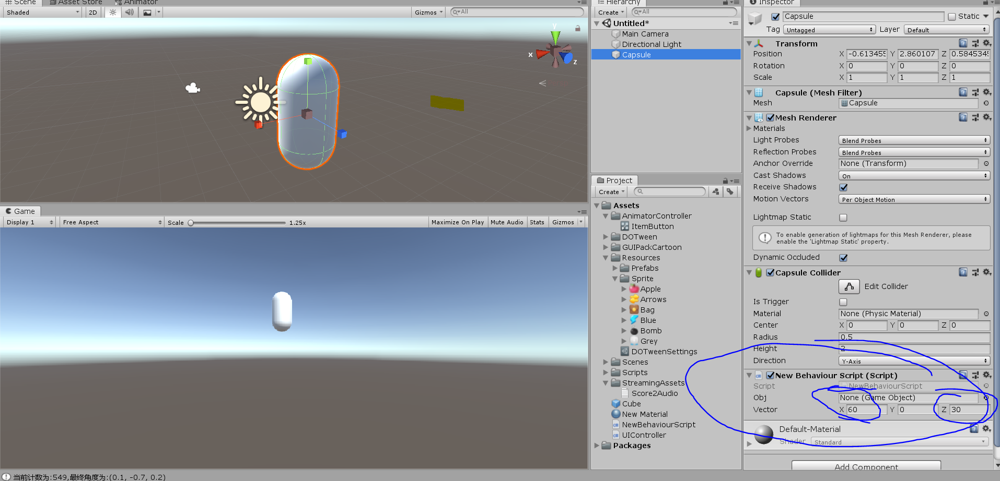 Scene Asset Store Animator
Shaded 2D Gizmos All
y
x
z
Game
Display 1 Free Aspect Scale 1.25x Maximize On Play Mute Audio Stats Gizmos
当前计数为:549,最终角度为:(0.1, -0.7, 0.2)
Hierarchy
Create All
Untitled*
Main Camera
Directional Light
Capsule
Project
Create
Assets
AnimatorController
ItemButton
DOTween
GUIPackCartoon
Resources
Prefabs
Sprite
Apple
Arrows
Bag
Blue
Bomb
Grey
DOTweenSettings
Scenes
Scripts
StreamingAssets
Score2Audio
Cube
New Material
NewBehaviourScript
UIController
Packages
Inspector
Capsule Static
Tag Untagged Layer Default
Transform
Position X -0.613455 Y 2.860107 Z 0.5845345
Rotation X 0 Y 0 Z 0
Scale X 1 Y 1 Z 1
Capsule (Mesh Filter)
Mesh Capsule
Mesh Renderer
Materials
Light Probes Blend Probes
Reflection Probes Blend Probes
Anchor Override None (Transform)
Cast Shadows On
Receive Shadows
Motion Vectors Per Object Motion
Lightmap Static
To enable generation of lightmaps for this Mesh Renderer, please
enable the 'Lightmap Static' property.
Dynamic Occluded
Capsule Collider
Edit Collider
Is Trigger
Material None (Physic Material)
Center X 0 Y 0 Z 0
Radius 0.5
Height 2
Direction Y-Axis
New Behaviour Script (Script)
Script NewBehaviourScript
Obj None (Game Object)
Vector X 60 Y 0 Z 30
Default-Material
Shader Standard
Add Component